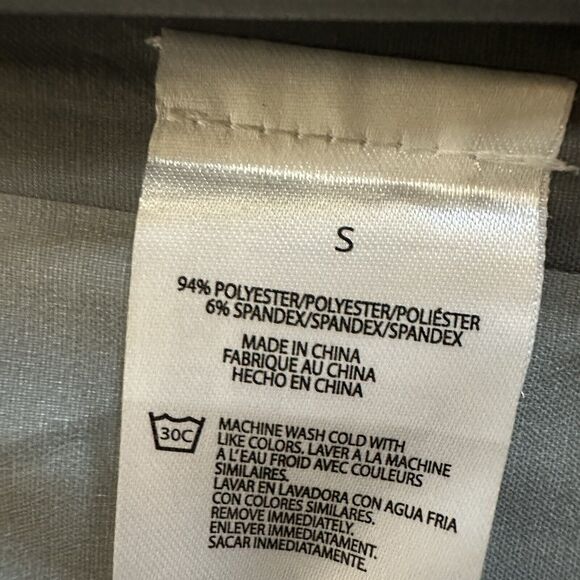 S
94% POLYESTER/POLYESTER/POLIÉSTER
6% SPANDEX/SPANDEX/SPANDEX
MADE IN CHINA
FABRIQUE AU CHINA
HECHO EN CHINA
30C
MACHINE WASH COLD WITH
LIKE COLORS. LAVER A LA MACHINE
A L'EAU FROID AVEC COULEURS
SIMILAIRES.
LAVAR EN LAVADORA CON AGUA FRIA
CON COLORES SIMILARES.
REMOVE IMMEDIATELY.
ENLEVER IMMEDIATAMENT.
SACAR INMEDIATAMENTE.